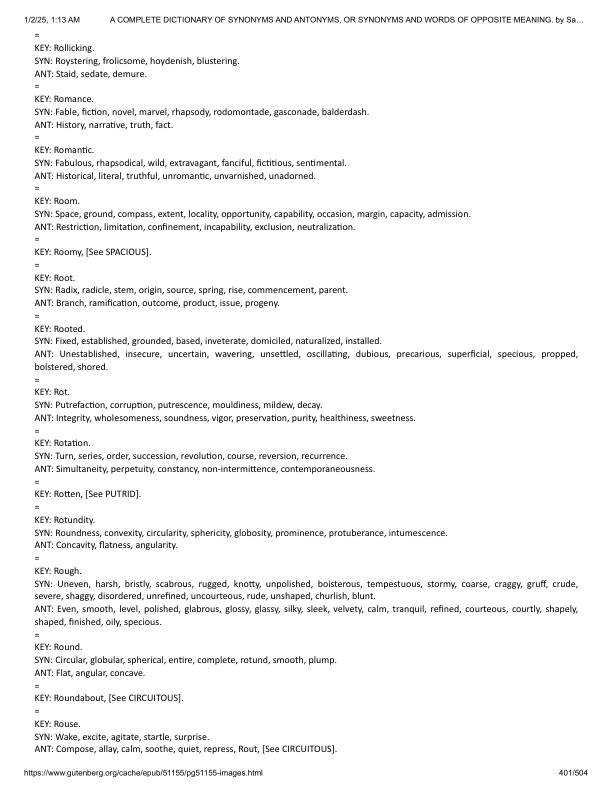 1/2/25, 1:13 AM A COMPLETE DICTIONARY OF SYNONYMS AND ANTONYMS, OR SYNONYMS AND WORDS OF OPPOSITE MEANING. by Sa…
=
KEY: Rollicking.
SYN: Roystering, frolicsome, hoydenish, blustering.
ANT: Staid, sedate, demure.
=
KEY: Romance.
SYN: Fable, fiction, novel, marvel, rhapsody, rodomontade, gasconade, balderdash.
ANT: History, narrative, truth, fact.
=
KEY: Romantic.
SYN: Fabulous, rhapsodical, wild, extravagant, fanciful, fictitious, sentimental.
ANT: Historical, literal, truthful, unromantic, unvarnished, unadorned.
=
KEY: Room.
SYN: Space, ground, compass, extent, locality, opportunity, capability, occasion, margin, capacity, admission.
ANT: Restriction, limitation, confinement, incapability, exclusion, neutralization.
=
KEY: Roomy, [See SPACIOUS].
=
KEY: Root.
SYN: Radix, radicle, stem, origin, source, spring, rise, commencement, parent.
ANT: Branch, ramification, outcome, product, issue, progeny.
=
KEY: Rooted.
SYN: Fixed, established, grounded, based, inveterate, domiciled, naturalized, installed.
ANT: Unestablished, insecure, uncertain, wavering, unsettled, oscillating, dubious, precarious, superficial, specious, propped,
bolstered, shored.
=
KEY: Rot.
SYN: Putrefaction, corruption, putrescence, mouldiness, mildew, decay.
ANT: Integrity, wholesomeness, soundness, vigor, preservation, purity, healthiness, sweetness.
=
KEY: Rotation.
SYN: Turn, series, order, succession, revolution, course, reversion, recurrence.
ANT: Simultaneity, perpetuity, constancy, non-intermittence, contemporaneousness.
=
KEY: Rotten, [See PUTRID].
=
KEY: Rotundity.
SYN: Roundness, convexity, circularity, sphericity, globosity, prominence, protuberance, intumescence.
ANT: Concavity, flatness, angularity.
=
KEY: Rough.
SYN: Uneven, harsh, bristly, scabrous, rugged, knotty, unpolished, boisterous, tempestuous, stormy, coarse, craggy, gruff, crude,
severe, shaggy, disordered, unrefined, uncourteous, rude, unshaped, churlish, blunt.
ANT: Even, smooth, level, polished, glabrous, glossy, glassy, silky, sleek, velvety, calm, tranquil, refined, courteous, courtly, shapely,
shaped, finished, oily, specious.
=
KEY: Round.
SYN: Circular, globular, spherical, entire, complete, rotund, smooth, plump.
ANT: Flat, angular, concave.
=
KEY: Roundabout, [See CIRCUITOUS].
=
KEY: Rouse.
SYN: Wake, excite, agitate, startle, surprise.
ANT: Compose, allay, calm, soothe, quiet, repress, Rout, [See CIRCUITOUS].
https://www.gutenberg.org/cache/epub/51155/pg51155-images.html 401/504